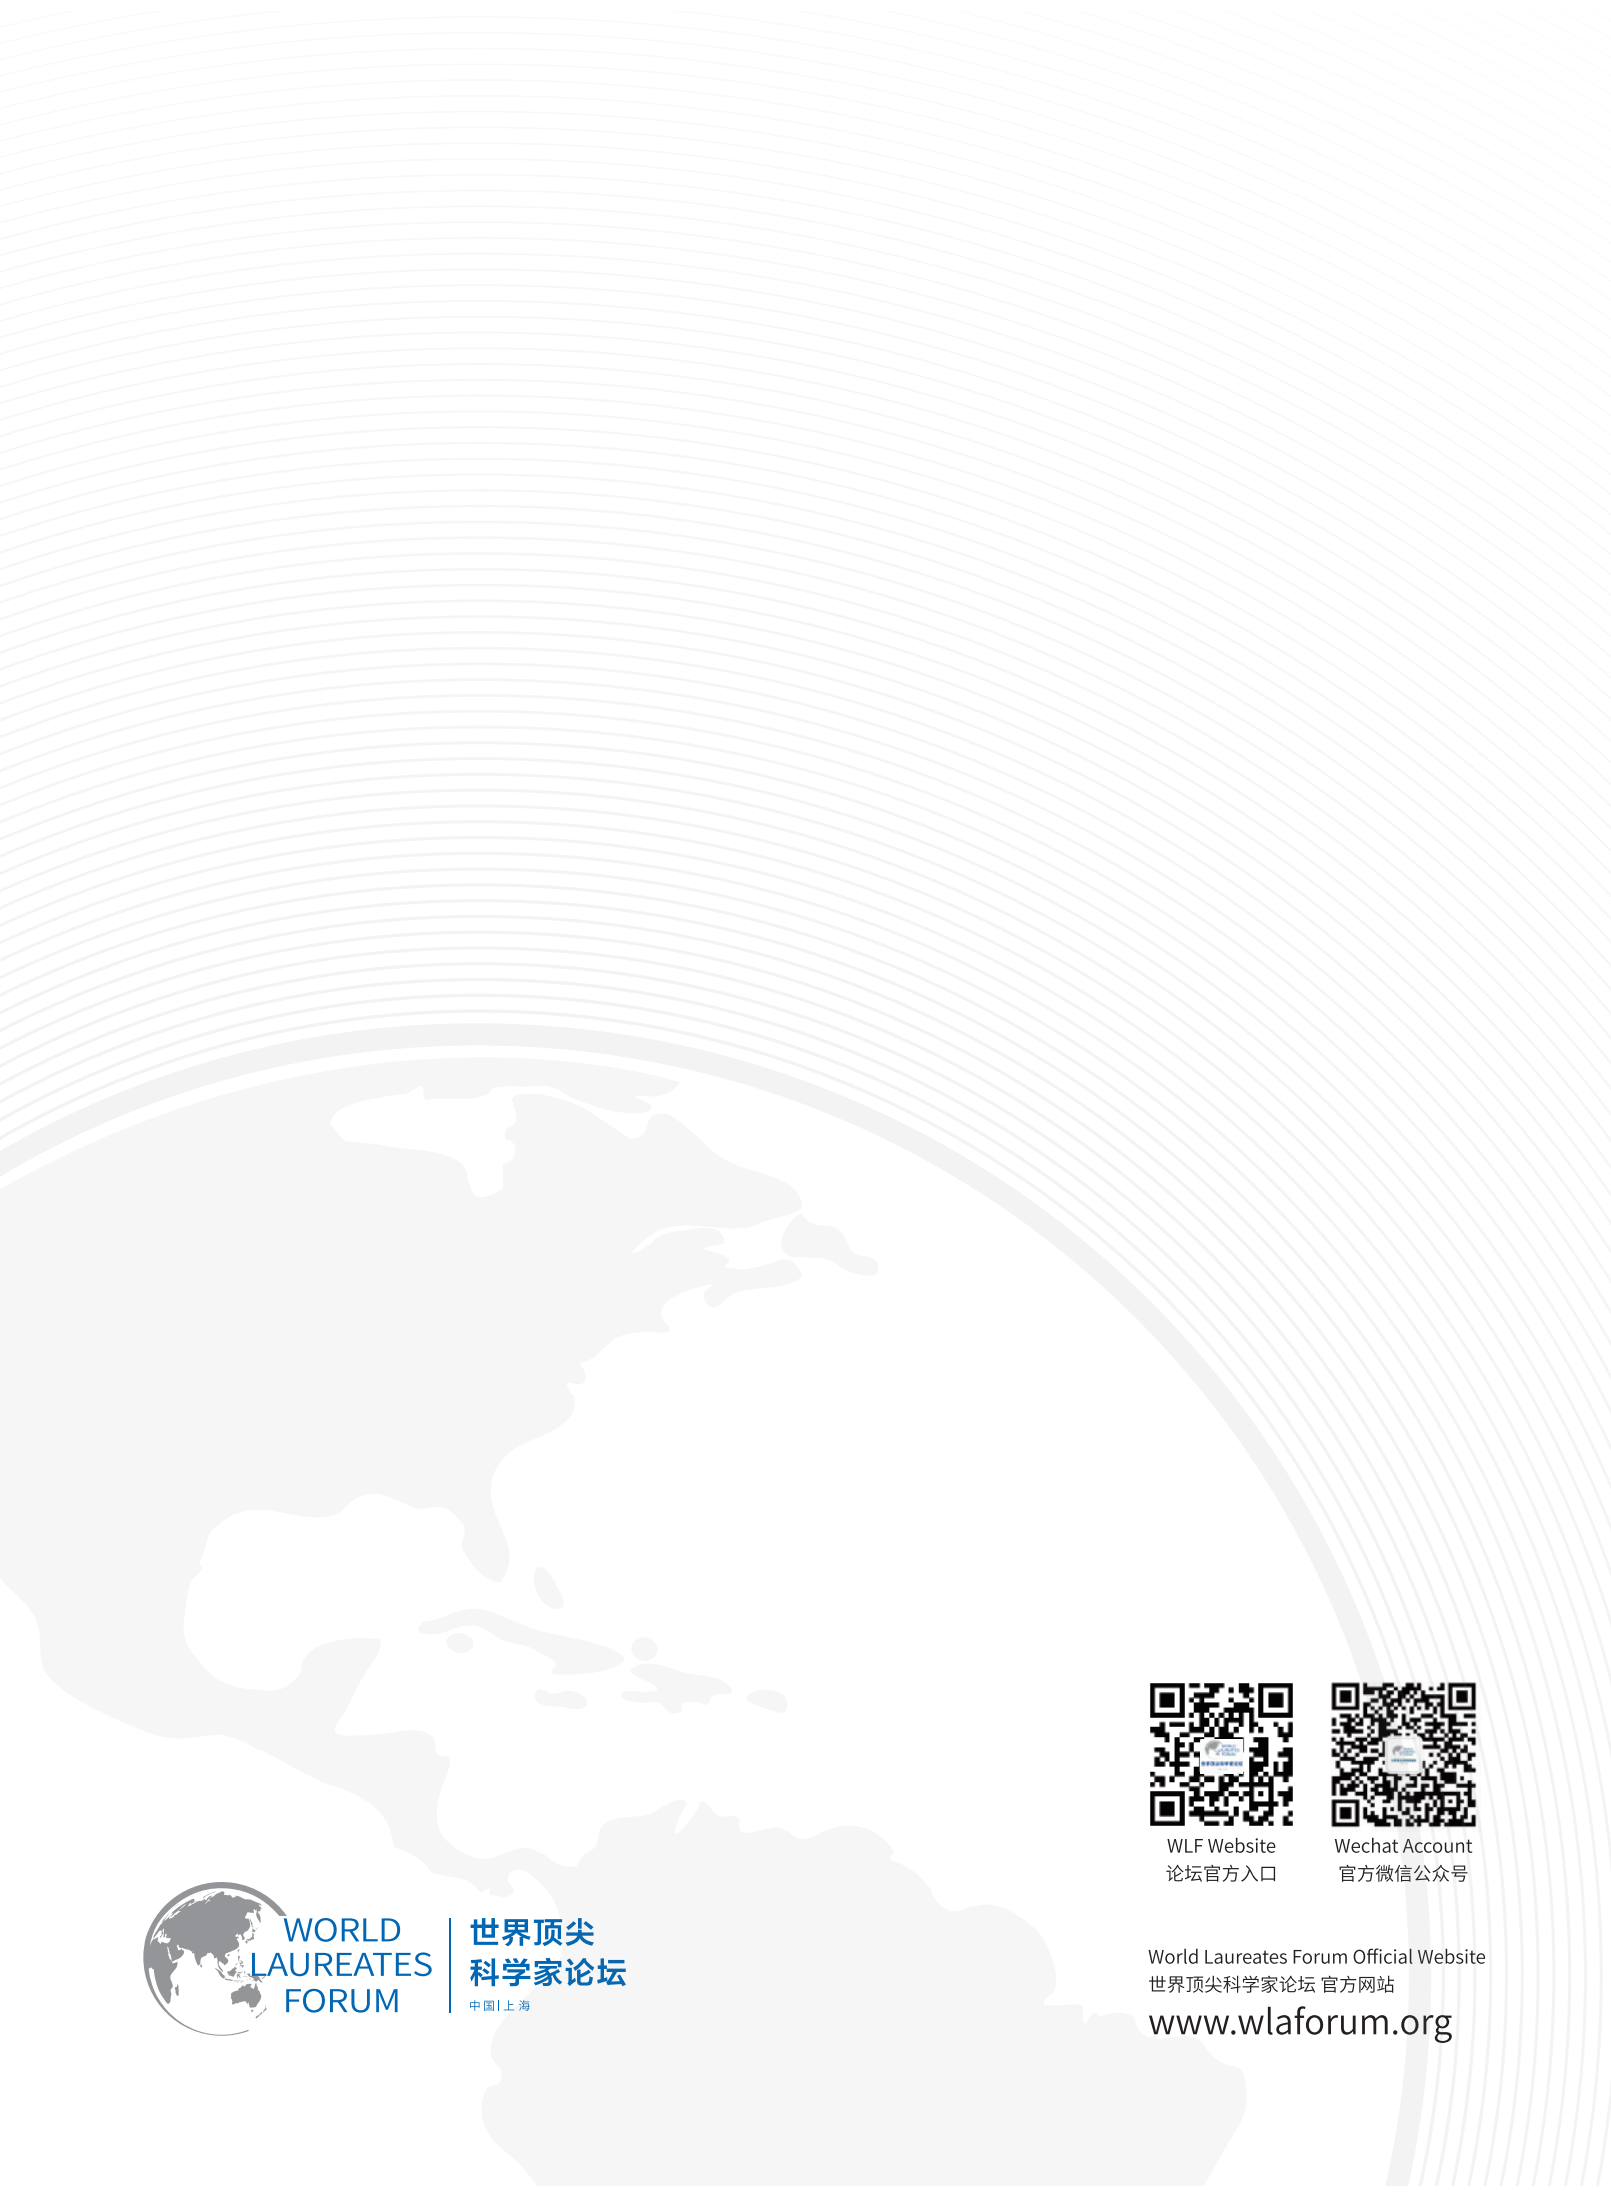 WLF Website
论坛官方入口
Wechat Account
官方微信公众号
WORLD
LAUREATES
FORUM
世界顶尖
科学家论坛
中国 | 上海
World Laureates Forum Official Website
世界顶尖科学家论坛 官方网站
www.wlaforum.org